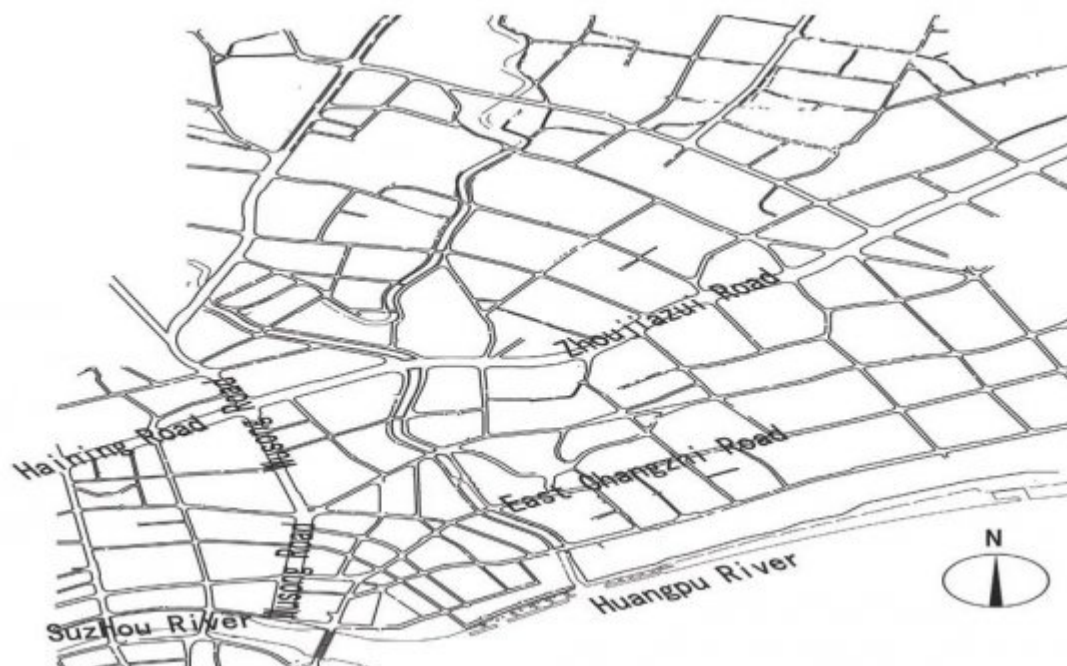 Zhoujiazui Road
Haining Road
Wusong Road
East Changzhi Road
Wusong Road
N
Huangpu River
SuzHou River